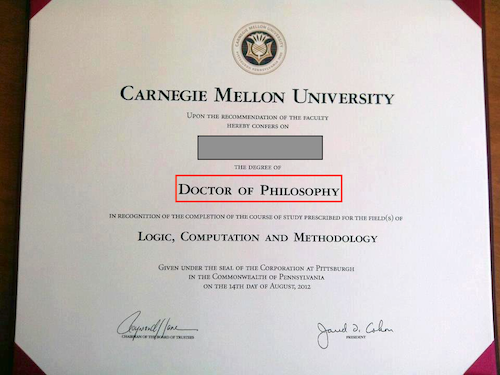 CARNEGIE MELLON UNIVERSITY
UPON THE RECOMMENDATION OF THE FACULTY
HEREBY CONFERS ON
THE DEGREE OF
DOCTOR OF PHILOSOPHY
IN RECOGNITION OF THE COMPLETION OF THE COURSE OF STUDY PRESCRIBED FOR THE FIELD(S) OF
LOGIC, COMPUTATION AND METHODOLOGY
GIVEN UNDER THE SEAL OF THE CORPORATION AT PITTSBURGH
IN THE COMMONWEALTH OF PENNSYLVANIA
ON THE 14TH DAY OF AUGUST, 2012
Jared L. Cohon
CHAIRMAN OF THE BOARD OF TRUSTEES
PRESIDENT